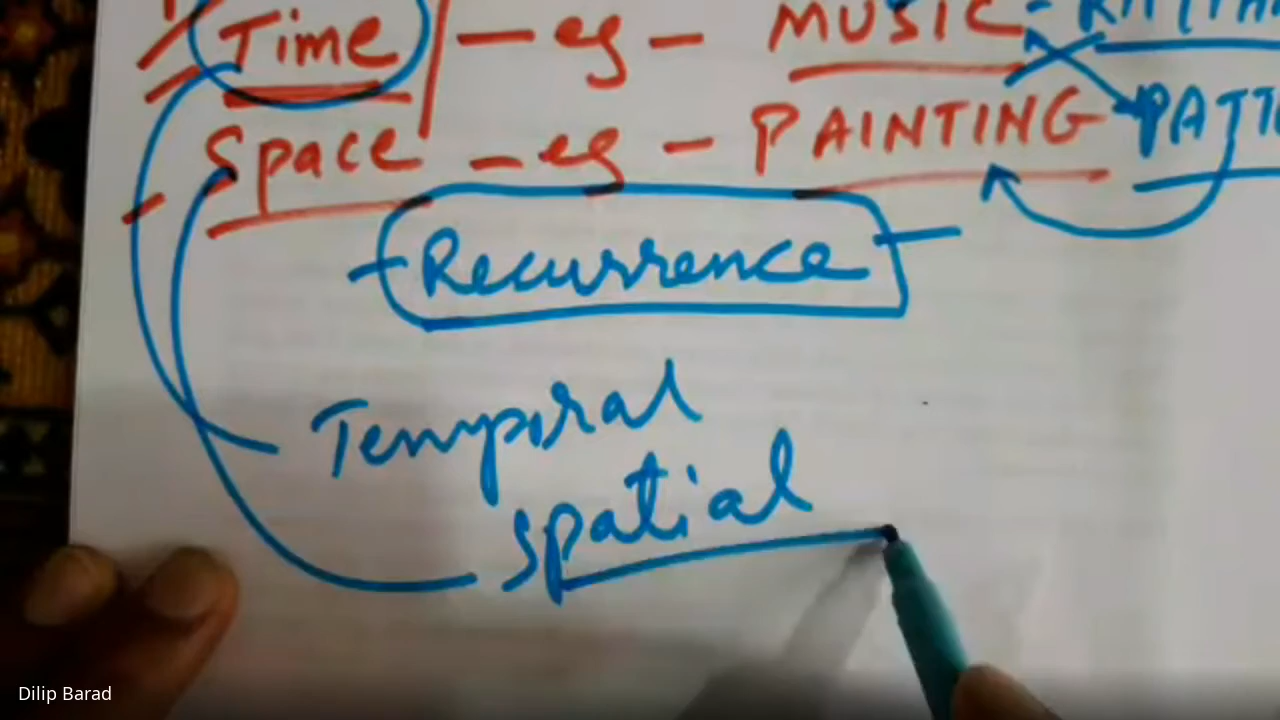 Time - eg - MUSIC -
Space - eg - PAINTING
Recurrence
Temporal
spatial
Dilip Barad